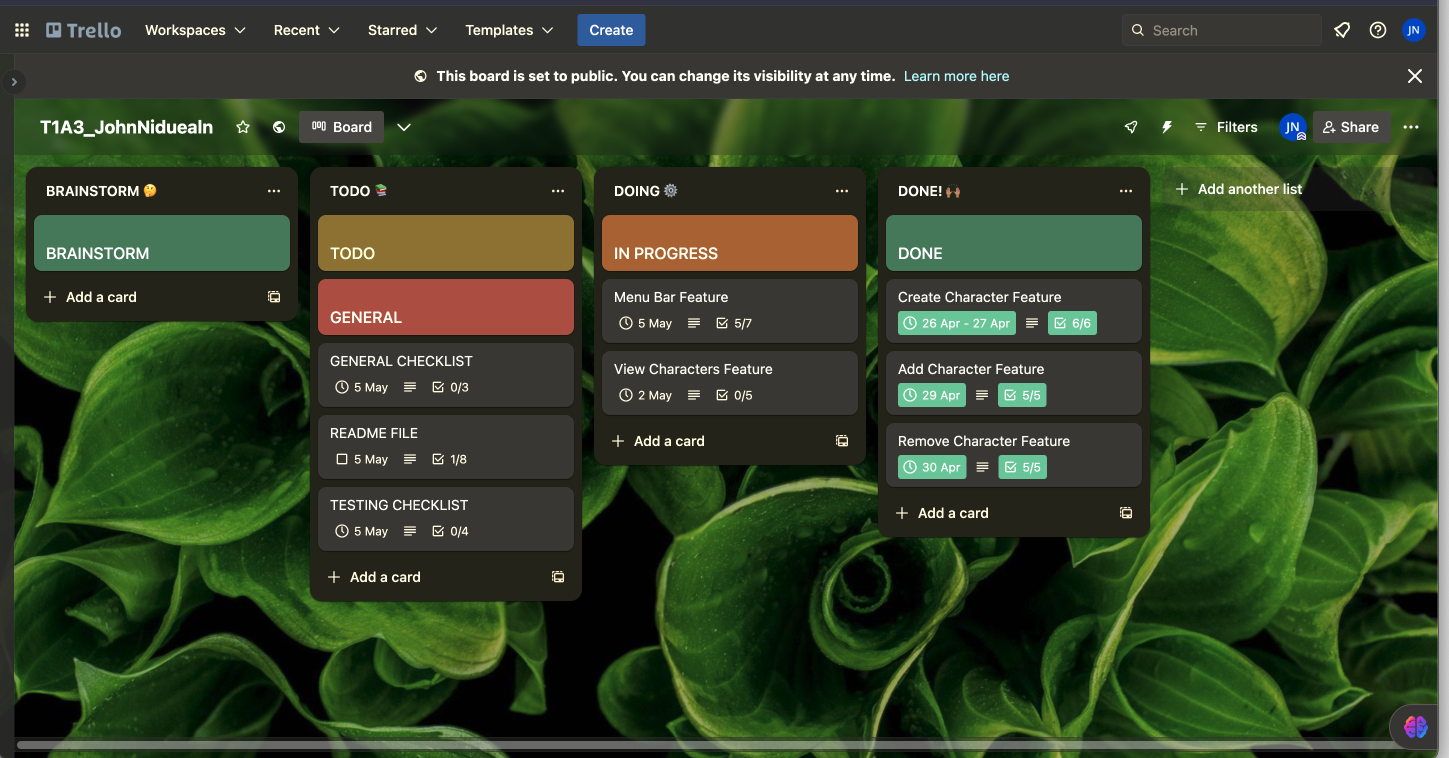 Trello
Workspaces
Recent
Starred
Templates
Create
Search
JN
This board is set to public. You can change its visibility at any time. Learn more here
T1A3_JohnNiduealn
Board
Filters
JN
Share
BRAINSTORM 🤔
BRAINSTORM
Add a card
TODO 📚
TODO
GENERAL
GENERAL CHECKLIST
5 May 0/3
README FILE
5 May 1/8
TESTING CHECKLIST
5 May 0/4
Add a card
DOING ⚙️
IN PROGRESS
Menu Bar Feature
5 May 5/7
View Characters Feature
2 May 0/5
Add a card
DONE! 🙌🏾
DONE
Create Character Feature
26 Apr - 27 Apr 6/6
Add Character Feature
29 Apr 5/5
Remove Character Feature
30 Apr 5/5
Add a card
Add another list